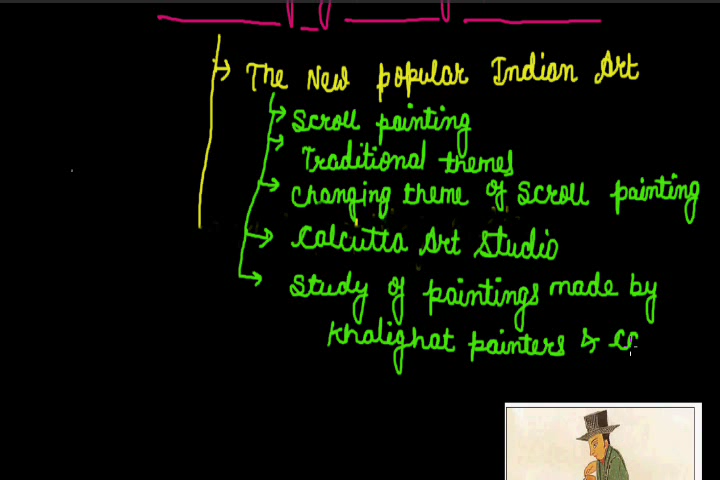 The New popular Indian Art
Scroll painting
Traditional themes
Changing theme of Scroll painting
Calcutta Art Studio
Study of paintings made by
Khalighat painters &